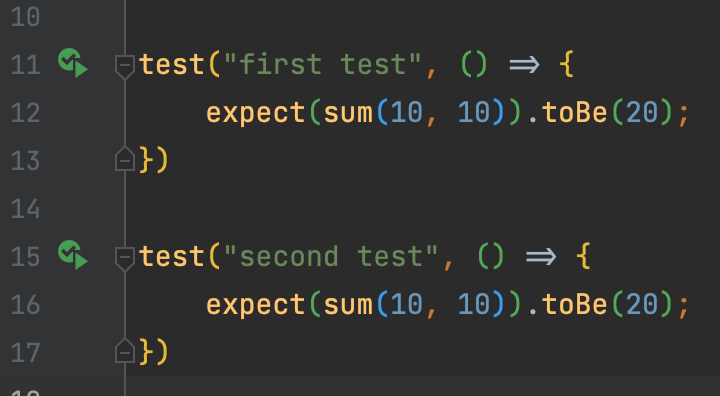 10
11 test("first test", () => {
12 expect(sum(10, 10)).toBe(20);
13 })
14
15 test("second test", () => {
16 expect(sum(10, 10)).toBe(20);
17 })